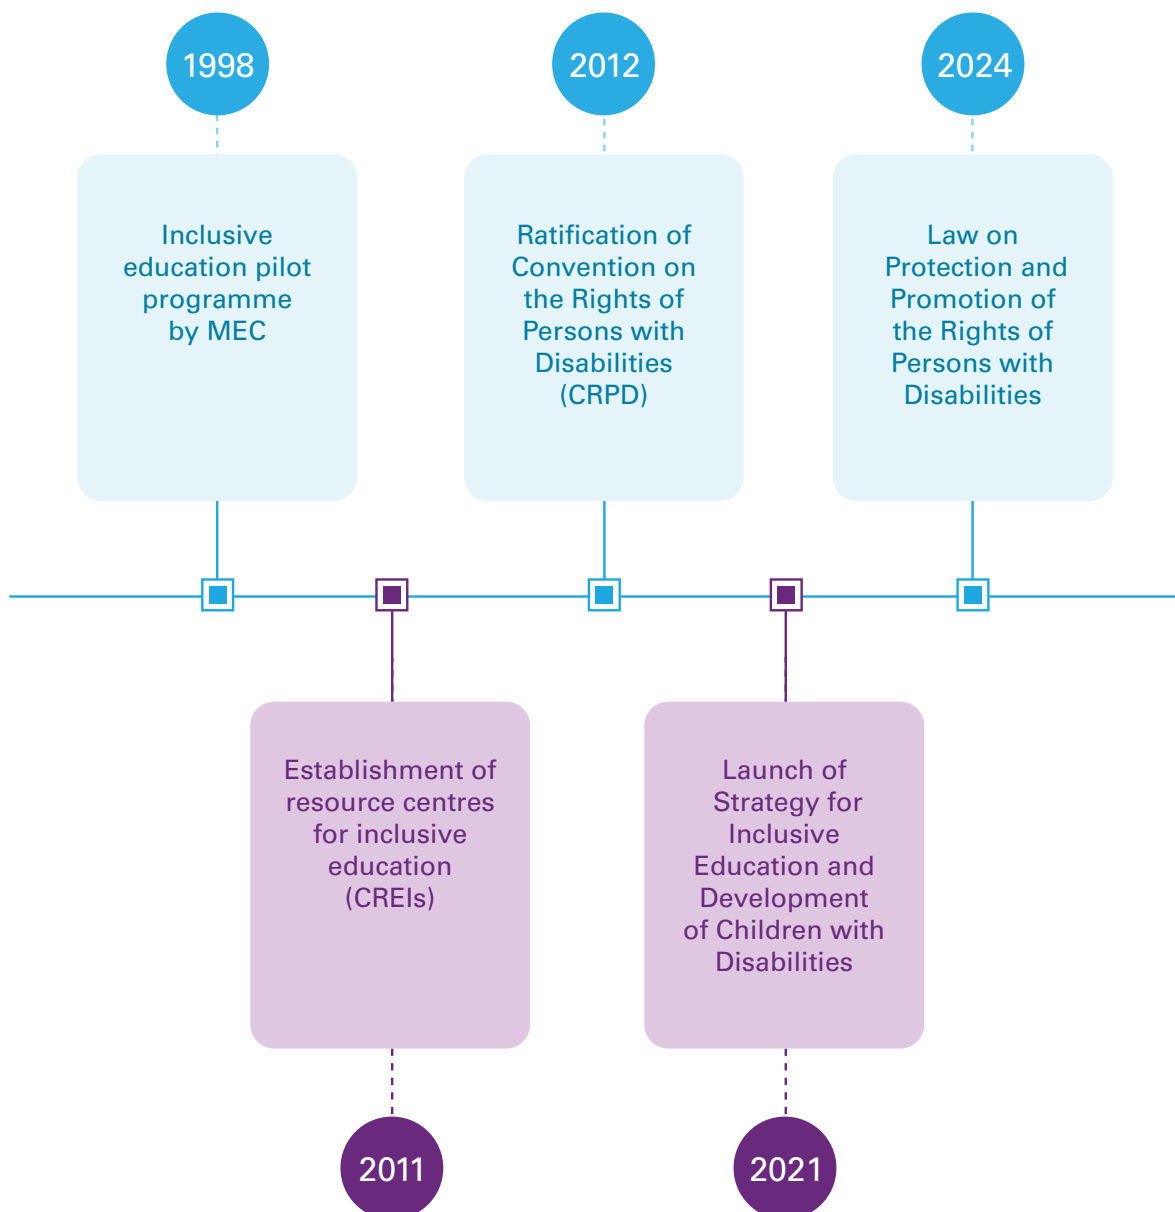 1998
Inclusive
education pilot
programme
by MEC
2012
Ratification of
Convention on
the Rights of
Persons with
Disabilities
(CRPD)
2024
Law on
Protection and
Promotion of
the Rights of
Persons with
Disabilities
Establishment of
resource centres
for inclusive
education
(CREIs)
2011
Launch of
Strategy for
Inclusive
Education and
Development
of Children with
Disabilities
2021